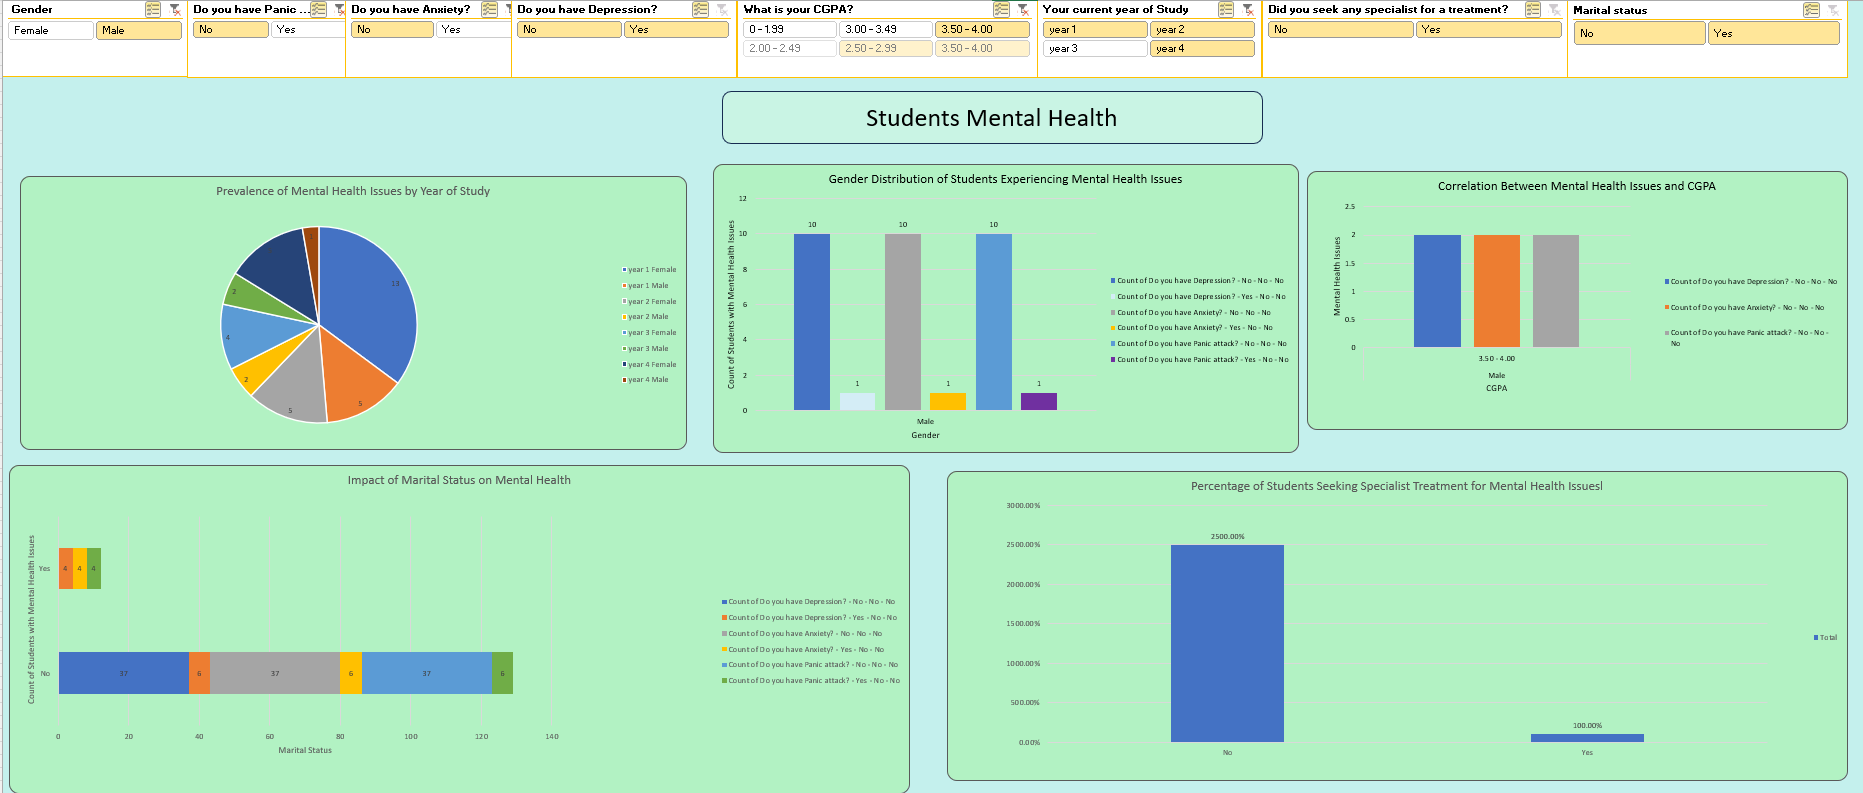 Gender
Female
Male
Do you have Panic ...
No
Yes
Do you have Anxiety?
No
Yes
Do you have Depression?
No
Yes
What is your CGPA?
0 - 1.99
3.00 - 3.49
3.50 - 4.00
2.00 - 2.49
2.50 - 2.99
3.50 - 4.00
Your current year of Study
year 1
year 2
year 3
year 4
Did you seek any specialist for a treatment?
No
Yes
Marital status
No
Yes
Students Mental Health
Prevalence of Mental Health Issues by Year of Study
13
5
5
2
4
2
1
year 1 Female
year 1 Male
year 2 Female
year 2 Male
year 3 Female
year 3 Male
year 4 Female
year 4 Male
Gender Distribution of Students Experiencing Mental Health Issues
Count of Students with Mental Health Issues
12
10
8
6
4
2
0
10
1
10
1
10
1
Male
Gender
Count of Do you have Depression? - No - No - No
Count of Do you have Depression? - Yes - No - No
Count of Do you have Anxiety? - No - No - No
Count of Do you have Anxiety? - Yes - No - No
Count of Do you have Panic attack? - No - No - No
Count of Do you have Panic attack? - Yes - No - No
Correlation Between Mental Health Issues and CGPA
Mental Health Issues
2.5
2
1.5
1
0.5
0
3.50 - 4.00
Male
CGPA
Count of Do you have Depression? - No - No - No
Count of Do you have Anxiety? - No - No - No
Count of Do you have Panic attack? - No - No -
No
Impact of Marital Status on Mental Health
Count of Students with Mental Health Issues
Yes
4
4
4
No
37
6
37
6
37
6
0
20
40
60
80
100
120
140
Marital Status
Count of Do you have Depression? - No - No - No
Count of Do you have Depression? - Yes - No - No
Count of Do you have Anxiety? - No - No - No
Count of Do you have Anxiety? - Yes - No - No
Count of Do you have Panic attack? - No - No - No
Count of Do you have Panic attack? - Yes - No - No
Percentage of Students Seeking Specialist Treatment for Mental Health Issues!
3000.00%
2500.00%
2000.00%
1500.00%
1000.00%
500.00%
0.00%
2500.00%
100.00%
No
Yes
Total